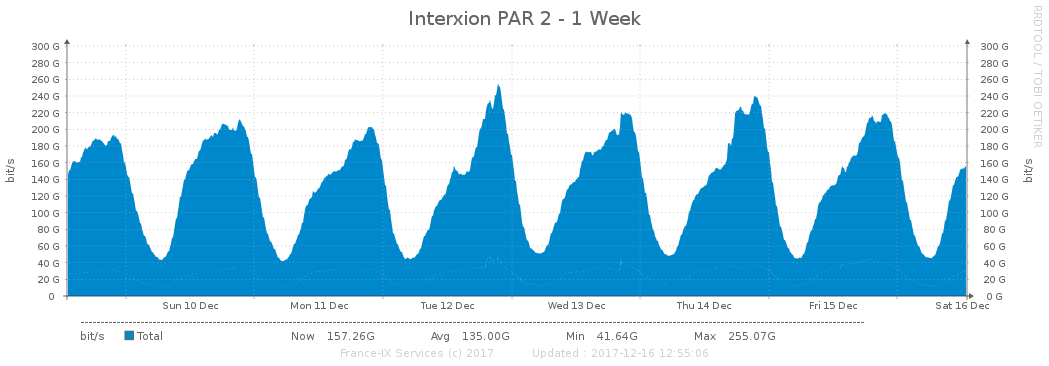 Interxion PAR 2 - 1 Week
RRDTOOL / TOBI OETIKER
bit/s
300 G 300 G
280 G 280 G
260 G 260 G
240 G 240 G
220 G 220 G
200 G 200 G
180 G 180 G
160 G 160 G
140 G 140 G
120 G 120 G
100 G 100 G
80 G 80 G
60 G 60 G
40 G 40 G
20 G 20 G
0 0 G
bit/s
Sun 10 Dec Mon 11 Dec Tue 12 Dec Wed 13 Dec Thu 14 Dec Fri 15 Dec Sat 16 Dec
bit/s Total Now 157.26G Avg 135.00G Min 41.64G Max 255.07G
France-IX Services (c) 2017 Updated : 2017-12-16 12:55:06